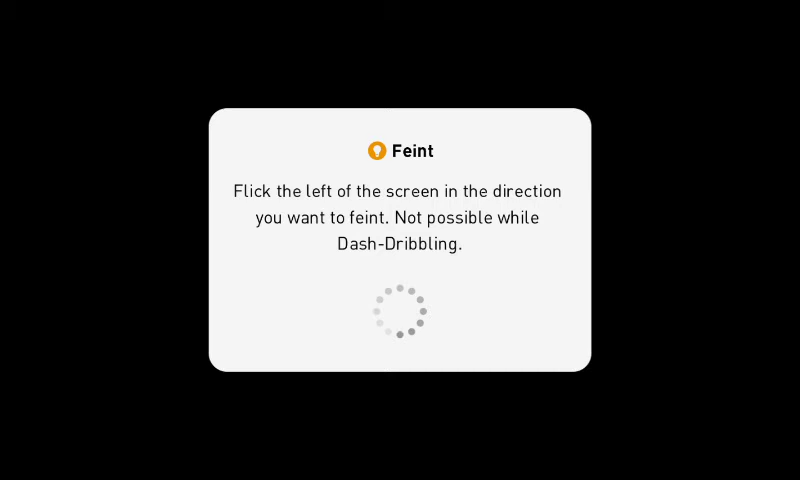 Feint
Flick the left of the screen in the direction
you want to feint. Not possible while
Dash-Dribbling.